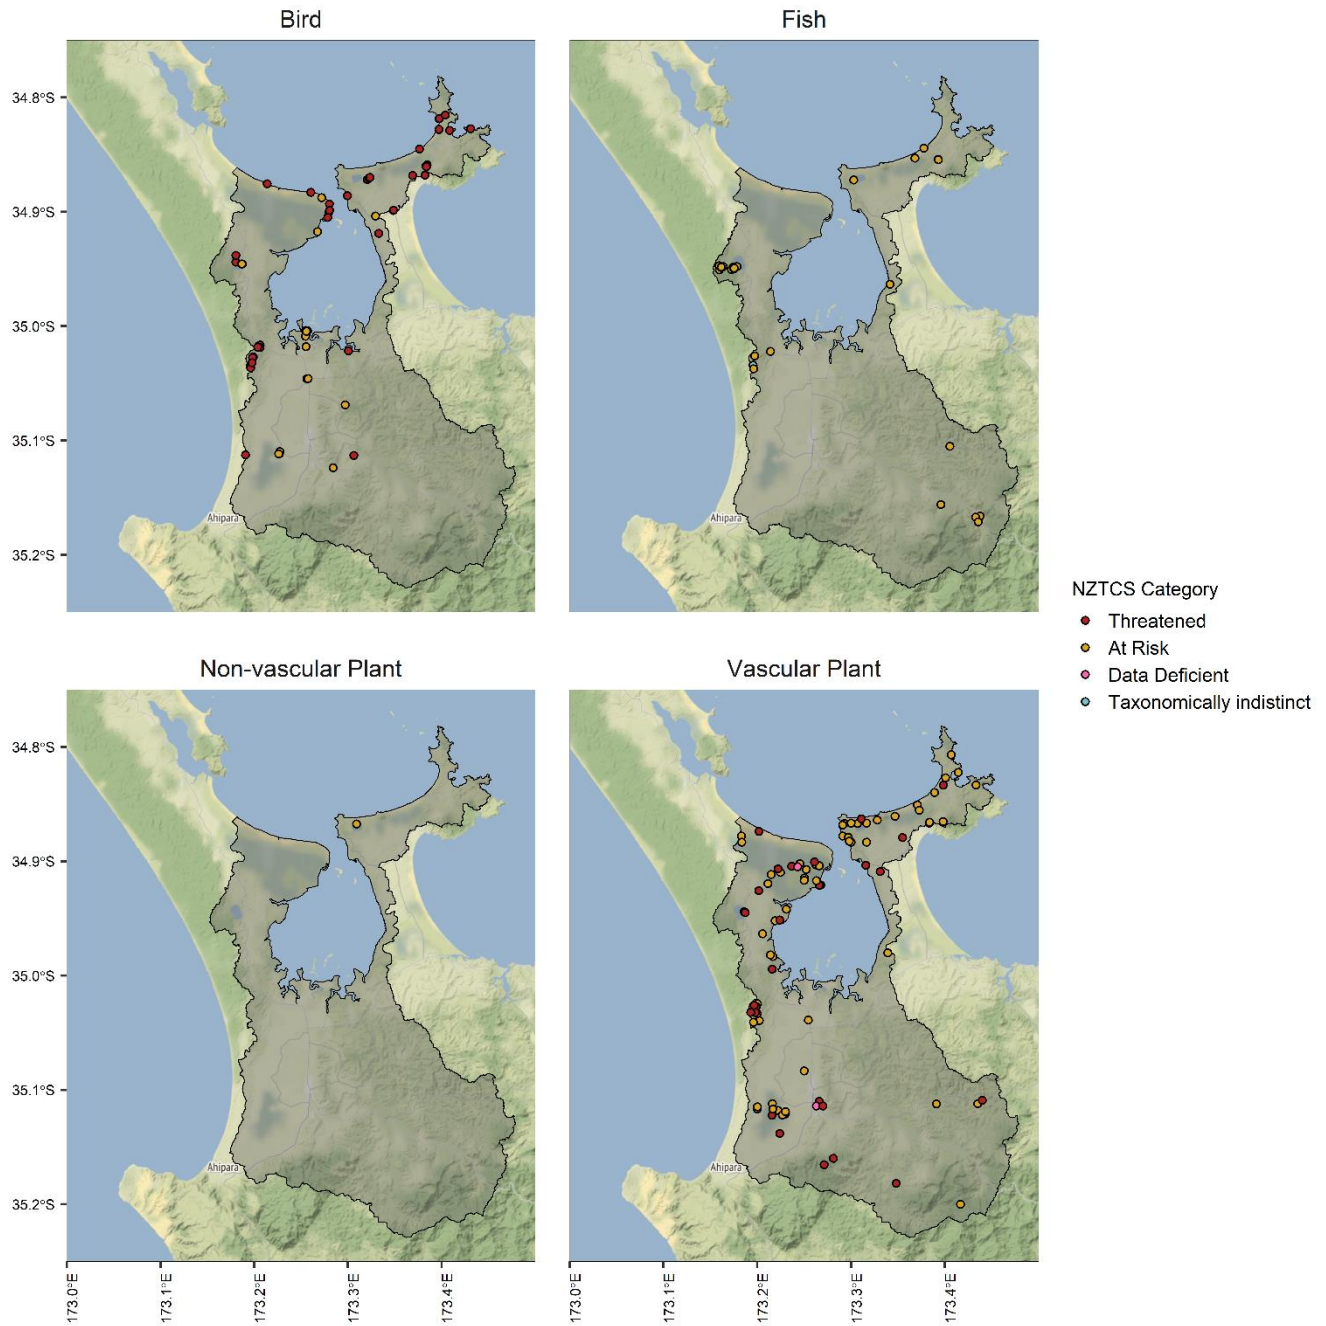 Bird
Fish
34.8°S
34.9°S
35.0°S
35.1°S
35.2°S
Ahipara
Ahipara
NZTCS Category
Threatened
At Risk
Data Deficient
Taxonomically indistinct
Non-vascular Plant
Vascular Plant
34.8°S
34.9°S
35.0°S
35.1°S
35.2°S
Ahipara
Ahipara
173.0°E
173.1°E
173.2°E
173.3°E
173.4°E
173.0°E
173.1°E
173.2°E
173.3°E
173.4°E